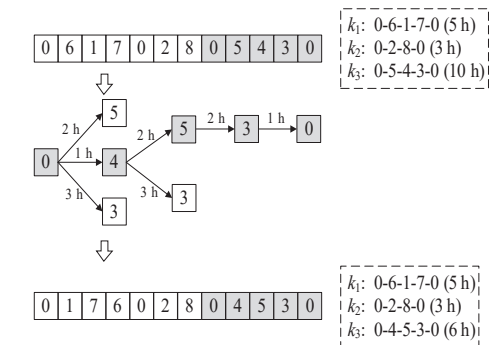 0 6 1 7 0 2 8 0 5 4 3 0
k1: 0-6-1-7-0 (5 h)
k2: 0-2-8-0 (3 h)
k3: 0-5-4-3-0 (10 h)
5
2 h
2 h
5
2 h
3
1 h
0
0
1 h
4
3 h
3
3 h
3
0 1 7 6 0 2 8 0 4 5 3 0
k1: 0-6-1-7-0 (5 h)
k2: 0-2-8-0 (3 h)
k3: 0-4-5-3-0 (6 h)